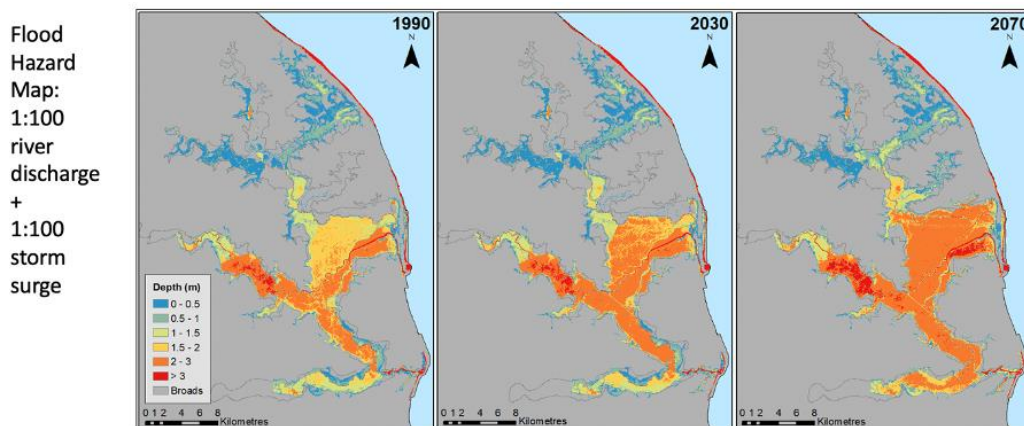 Flood
Hazard
Map:
1:100
river
discharge
+
1:100
storm
surge
1990
N
Depth (m)
0 - 0.5
0.5 - 1
1 - 1.5
1.5 - 2
2 - 3
> 3
Broads
0 1 2 4 6 8
Kilometres
2030
N
0 1 2 4 6 8
Kilometres
2070
N
0 1 2 4 6 8
Kilometres